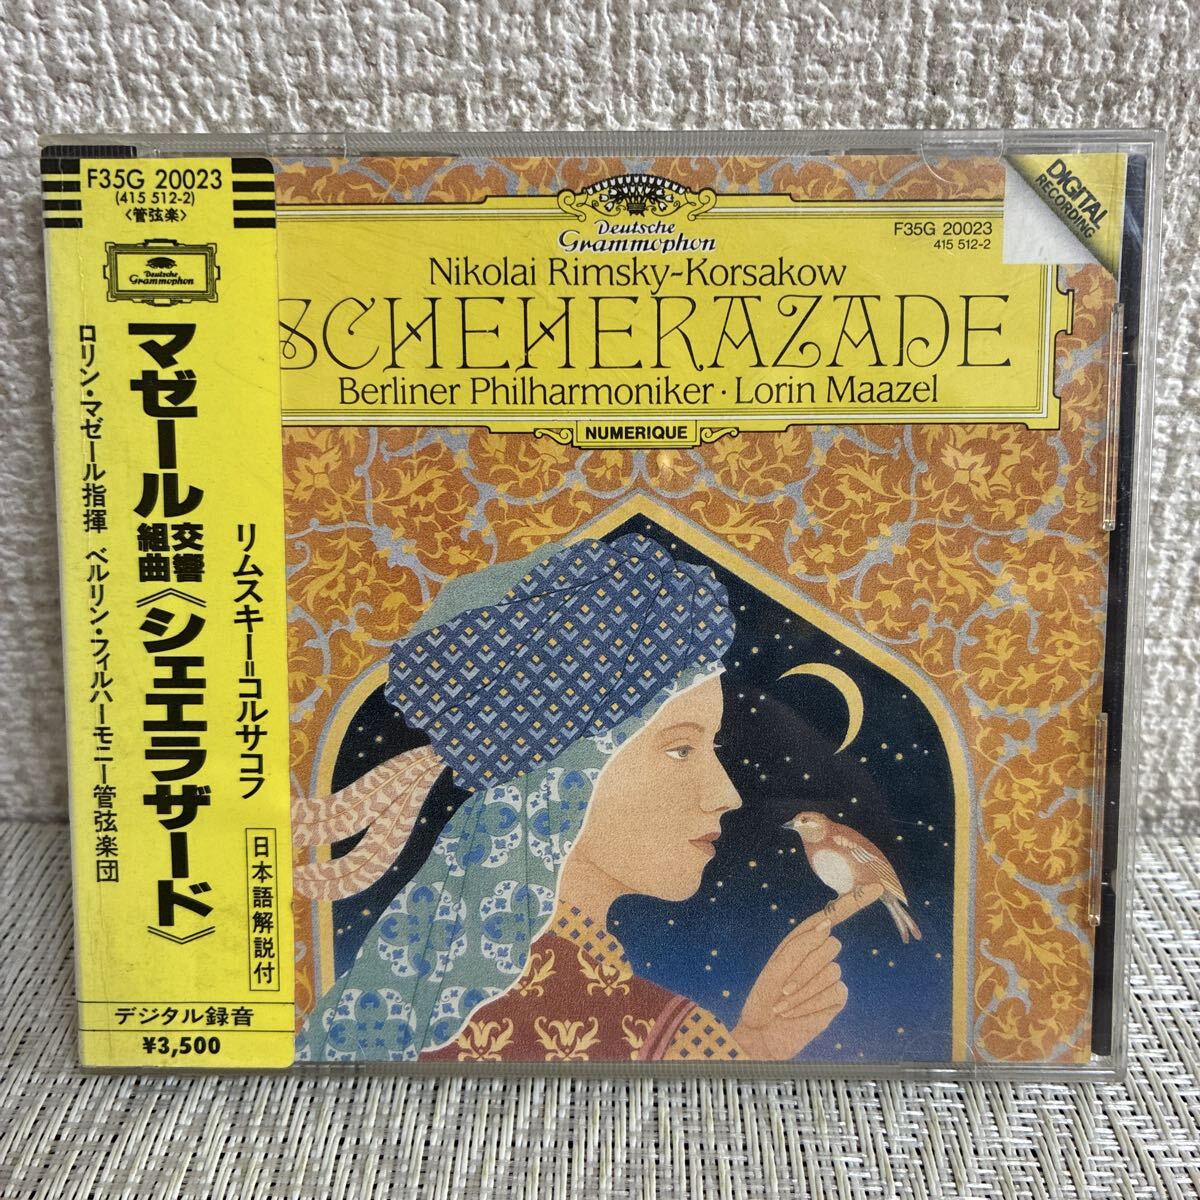 F35G 20023
(415 512-2)
〈管弦楽〉
Deutsche
Grammophon
リムスキー=コルサコフ
マゼール
交響
組曲
《シェエラザード》
ロリン・マゼール指揮 ベルリン・フィルハーモニー管弦楽団
日本語解説付
デジタル録音
¥3,500
Deutsche
Grammophon
F35G 20023
415 512-2
DIGITAL
RECORDING
Nikolai Rimsky-Korsakow
SCHEHERAZADE
Berliner Philharmoniker · Lorin Maazel
NUMERIQUE